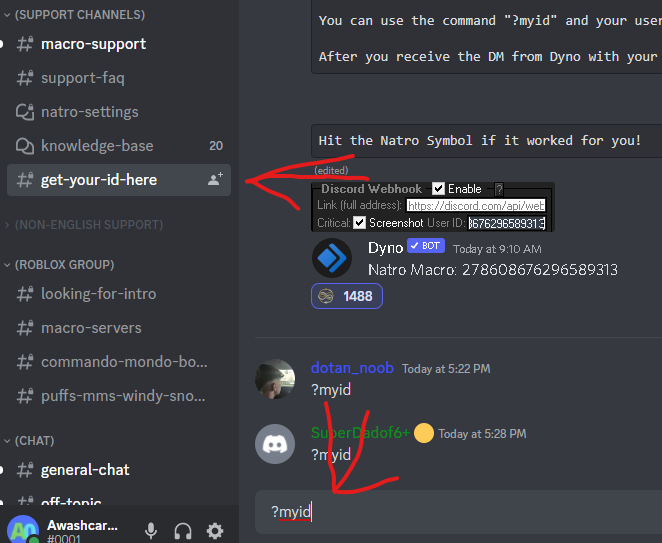 (SUPPORT CHANNELS)
macro-support
support-faq
natro-settings
knowledge-base 20
get-your-id-here
(NON-ENGLISH SUPPORT)
(ROBLOX GROUP)
looking-for-intro
macro-servers
commando-mondo-bo...
puffs-mms-windy-sno...
(CHAT)
general-chat
off-topic
Awashcar...
#0001
You can use the command "?myid" and your user
After you receive the DM from Dyno with your
Hit the Natro Symbol if it worked for you!
(edited)
Discord Webhook Enable ?
Link (full address): https://discord.com/api/web
Critical: Screenshot User ID: 8676296589313
Dyno BOT Today at 9:10 AM
Natro Macro: 278608676296589313
1488
dotan_noob Today at 5:22 PM
?myid
SuperDadof6+ Today at 5:28 PM
?myid
?myid